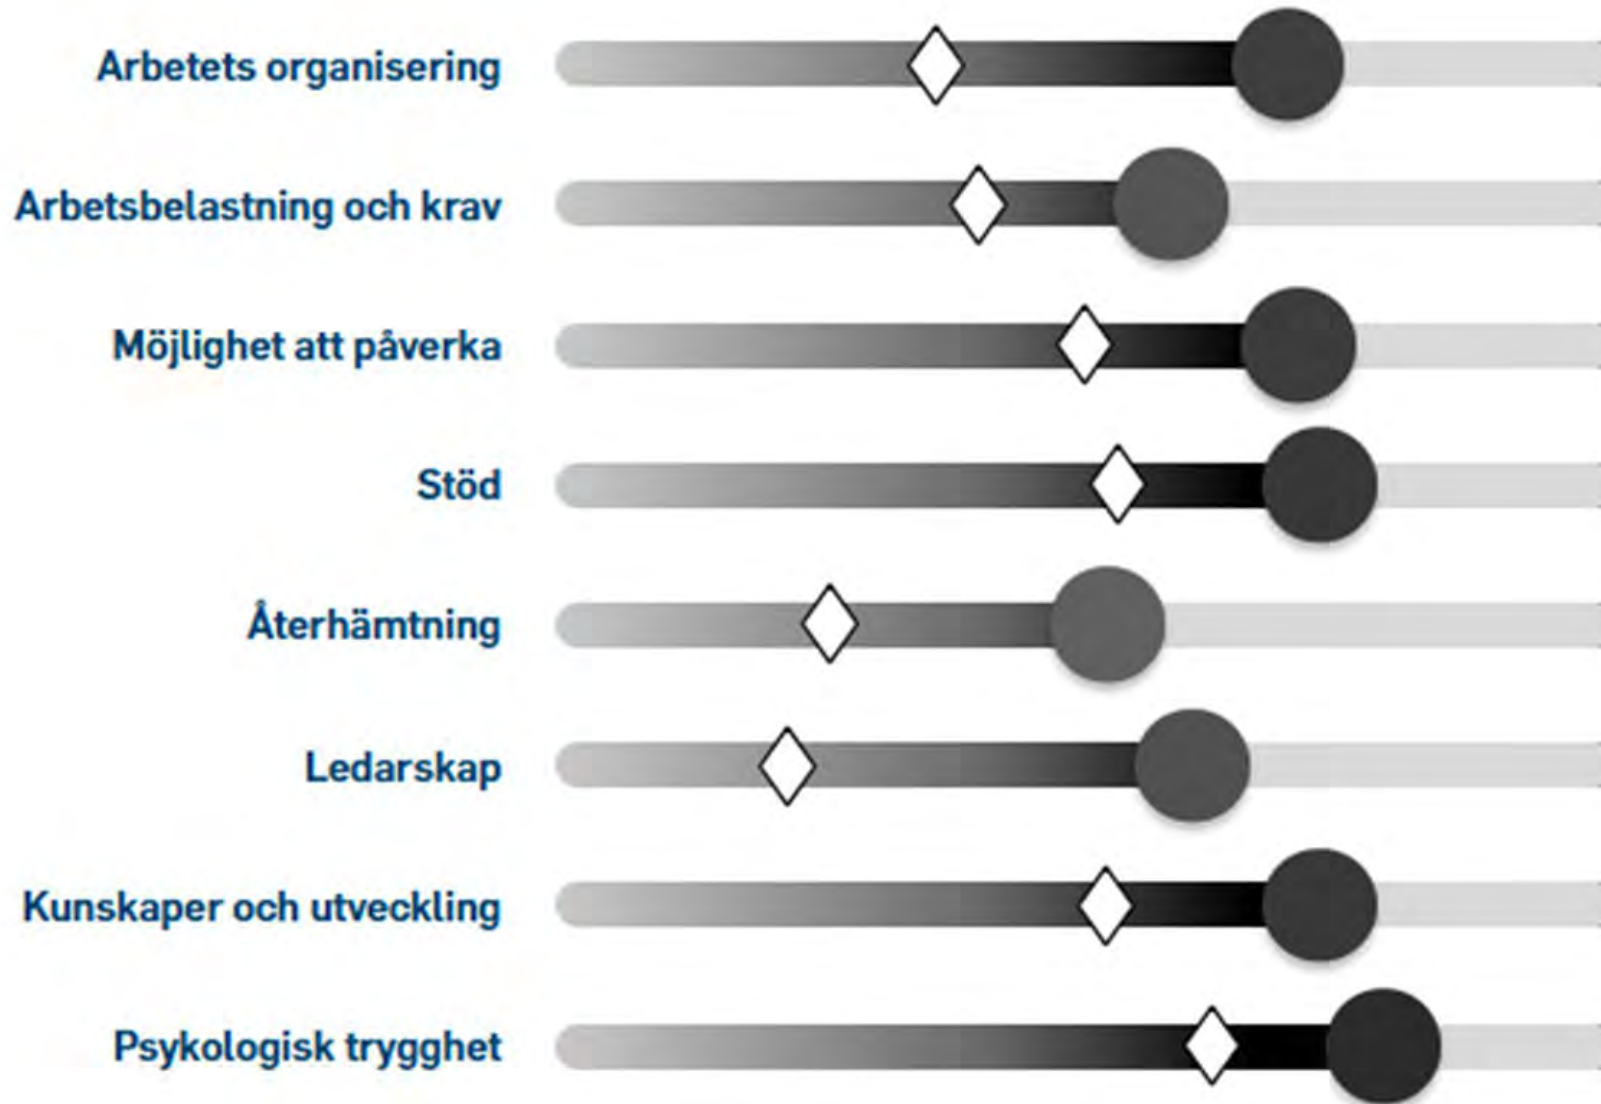 Arbetets organisering
Arbetsbelastning och krav
Möjlighet att påverka
Stöd
Återhämtning
Ledarskap
Kunskaper och utveckling
Psykologisk trygghet